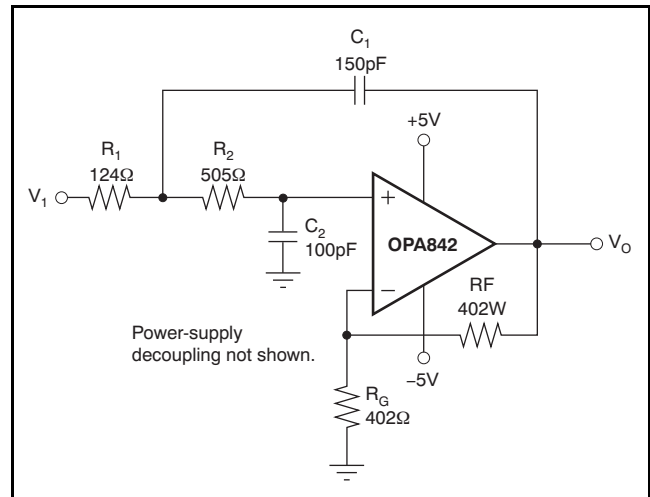 C1
150pF
+5V
R1
124Ω
R2
505Ω
V1
+
C2
100pF
OPA842
VO
−
RF
402W
Power-supply
decoupling not shown.
−5V
RG
402Ω